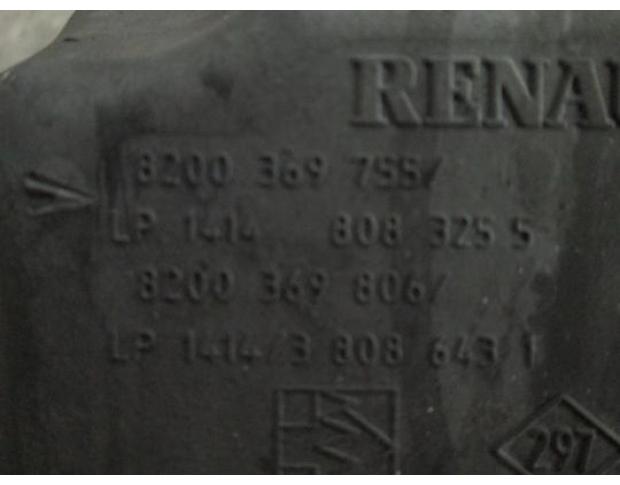 RENAU
8200 369 755/
LP 1414 808 325 5
8200 369 806/
LP 1414/3 808 643 1
297